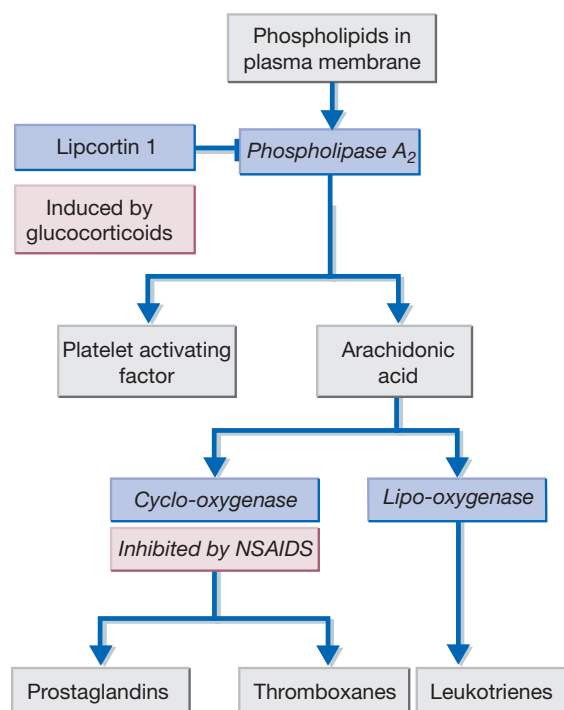 Phospholipids in
plasma membrane
Lipcortin 1
Phospholipase A2
Induced by
glucocorticoids
Platelet activating
factor
Arachidonic
acid
Cyclo-oxygenase
Lipo-oxygenase
Inhibited by NSAIDS
Prostaglandins
Thromboxanes
Leukotrienes